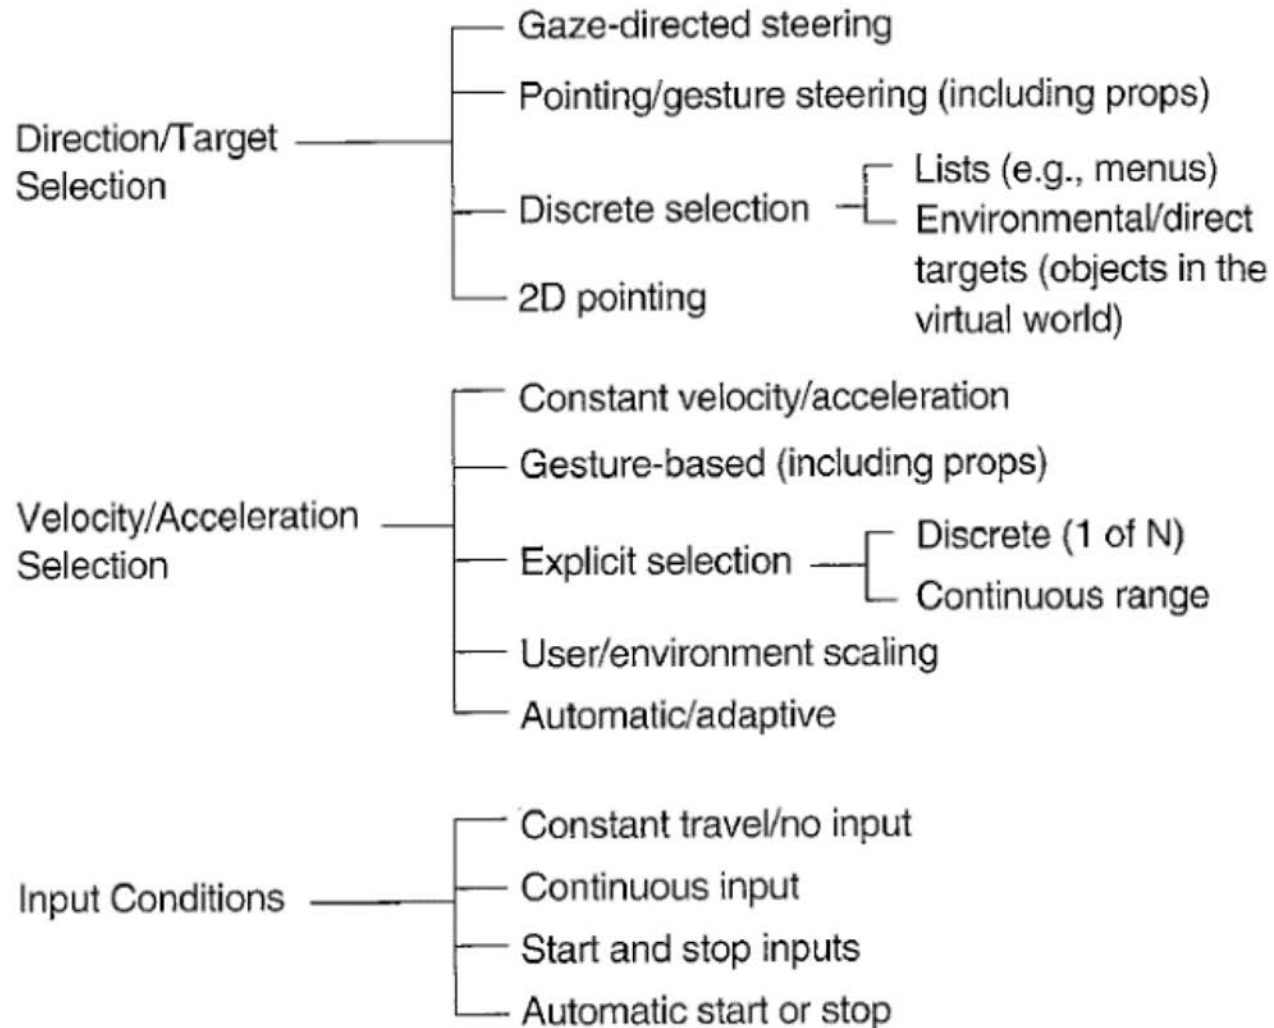 Gaze-directed steering
Pointing/gesture steering (including props)
Direction/Target
Selection
Discrete selection
Lists (e.g., menus)
Environmental/direct
targets (objects in the
virtual world)
2D pointing
Constant velocity/acceleration
Gesture-based (including props)
Velocity/Acceleration
Selection
Explicit selection
Discrete (1 of N)
Continuous range
User/environment scaling
Automatic/adaptive
Constant travel/no input
Input Conditions
Continuous input
Start and stop inputs
Automatic start or stop